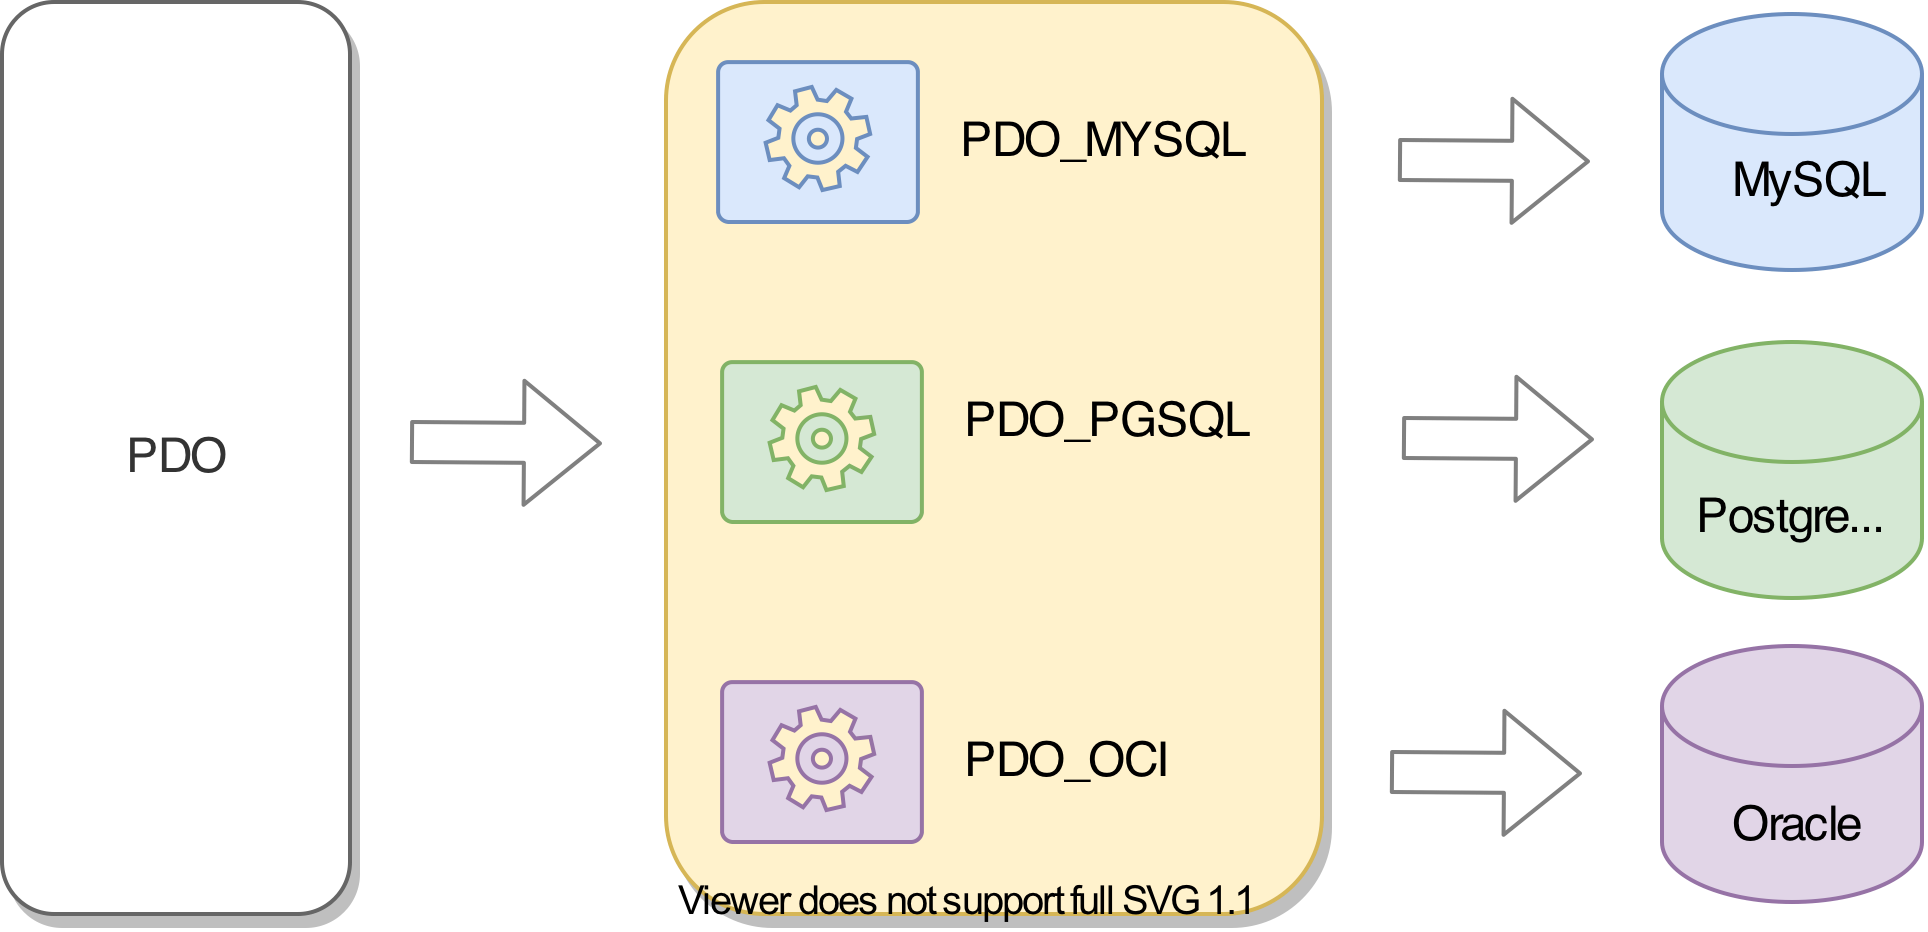 PDO
PDO_MYSQL
MySQL
PDO_PGSQL
Postgre...
PDO_OCI
Oracle
Viewer does not support full SVG 1.1